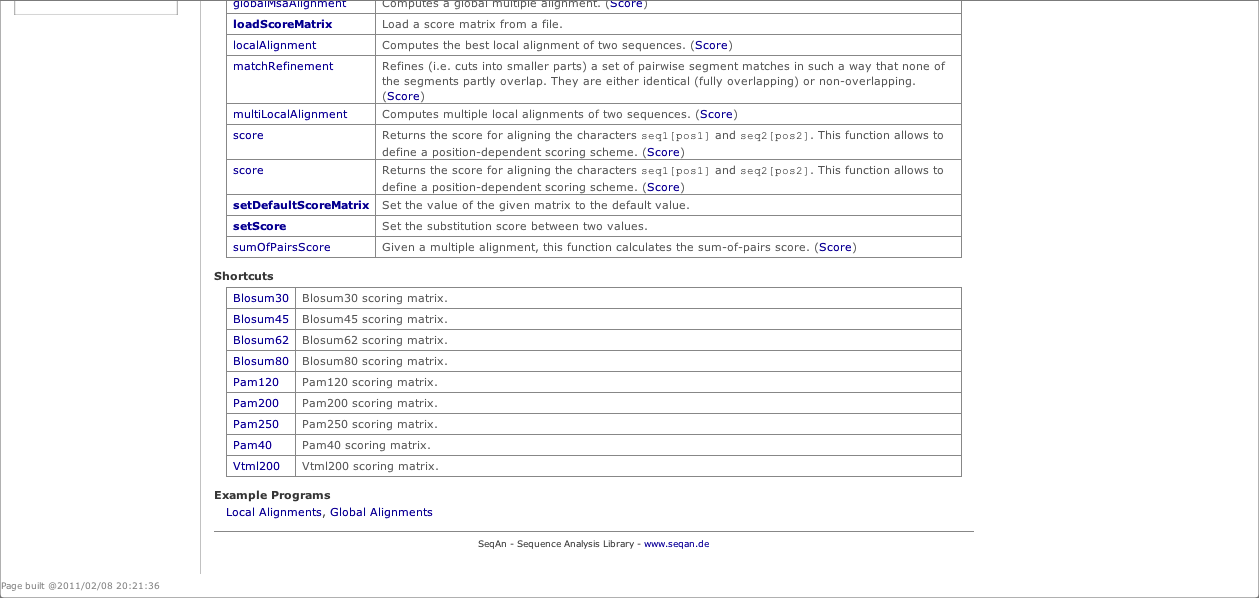 globalMsaAlignment Computes a global multiple alignment. (Score)
loadScoreMatrix Load a score matrix from a file.
localAlignment Computes the best local alignment of two sequences. (Score)
matchRefinement Refines (i.e. cuts into smaller parts) a set of pairwise segment matches in such a way that none of
the segments partly overlap. They are either identical (fully overlapping) or non-overlapping.
(Score)
multiLocalAlignment Computes multiple local alignments of two sequences. (Score)
score Returns the score for aligning the characters seq1[pos1] and seq2[pos2]. This function allows to
define a position-dependent scoring scheme. (Score)
score Returns the score for aligning the characters seq1[pos1] and seq2[pos2]. This function allows to
define a position-dependent scoring scheme. (Score)
setDefaultScoreMatrix Set the value of the given matrix to the default value.
setScore Set the substitution score between two values.
sumOfPairsScore Given a multiple alignment, this function calculates the sum-of-pairs score. (Score)
Shortcuts
Blosum30 Blosum30 scoring matrix.
Blosum45 Blosum45 scoring matrix.
Blosum62 Blosum62 scoring matrix.
Blosum80 Blosum80 scoring matrix.
Pam120 Pam120 scoring matrix.
Pam200 Pam200 scoring matrix.
Pam250 Pam250 scoring matrix.
Pam40 Pam40 scoring matrix.
Vtml200 Vtml200 scoring matrix.
Example Programs
Local Alignments, Global Alignments
SeqAn - Sequence Analysis Library - www.seqan.de
Page built @2011/02/08 20:21:36